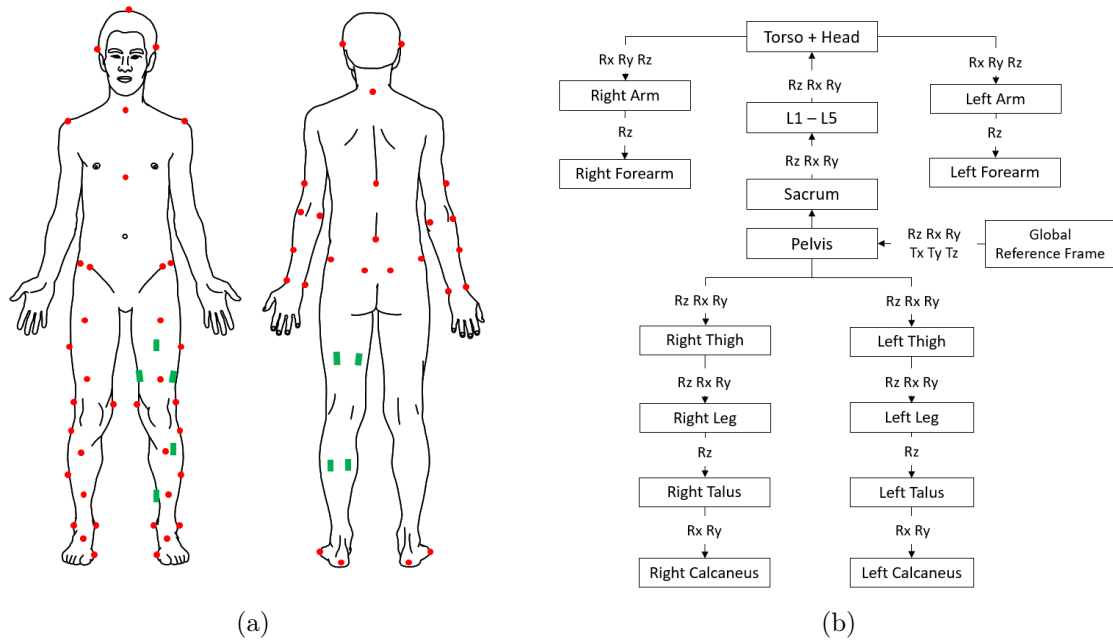 Torso + Head
Rx Ry Rz
Rz Rx Ry
Rx Ry Rz
Right Arm
L1 – L5
Left Arm
Rz
Rz Rx Ry
Rz
Right Forearm
Sacrum
Left Forearm
Pelvis
Rz Rx Ry
Tx Ty Tz
Global
Reference Frame
Rz Rx Ry
Rz Rx Ry
Right Thigh
Left Thigh
Rz Rx Ry
Rz Rx Ry
Right Leg
Left Leg
Rz
Rz
Right Talus
Left Talus
Rx Ry
Rx Ry
Right Calcaneus
Left Calcaneus
(a)
(b)